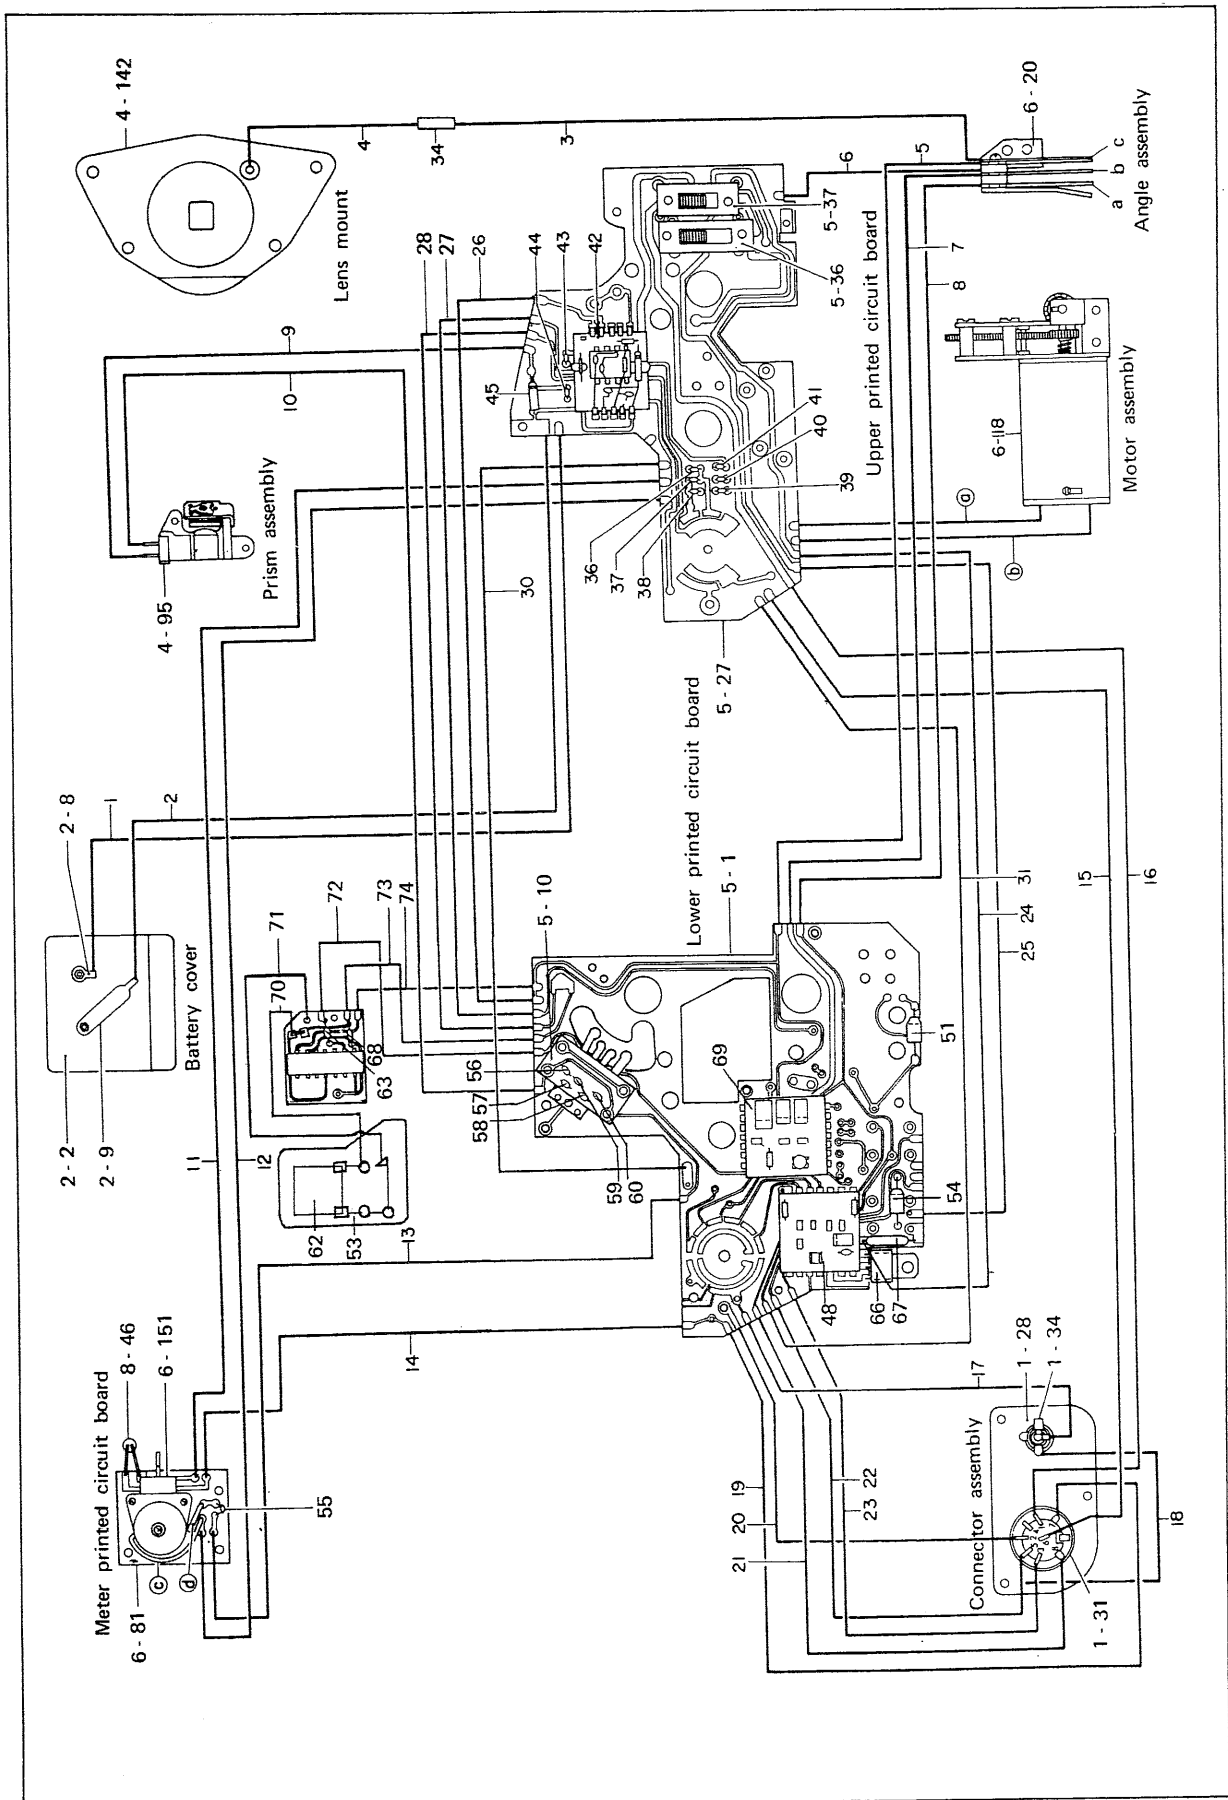 4 - 142
Lens mount
4
34
3
6 - 20
5
6
c
b
a
Angle assembly
7
8
5-37
5-36
Upper printed circuit board
28
27
26
44
43
42
45
9
10
41
40
39
36
37
38
6-118
Motor assembly
a
b
4 - 95
Prism assembly
30
5 - 27
Lower printed circuit board
5 - 1
5 - 10
2 - 8
1
2
Battery cover
2 - 2
2 - 9
71
70
72
73
74
68
63
62
53
11
12
13
14
56
57
58
59
60
69
51
54
48
66
67
31
24
25
15
16
Meter printed circuit board
8 - 46
6 - 151
6 - 81
c
d
55
17
1 - 28
1 - 34
Connector assembly
19
20
21
22
23
18
1 - 31